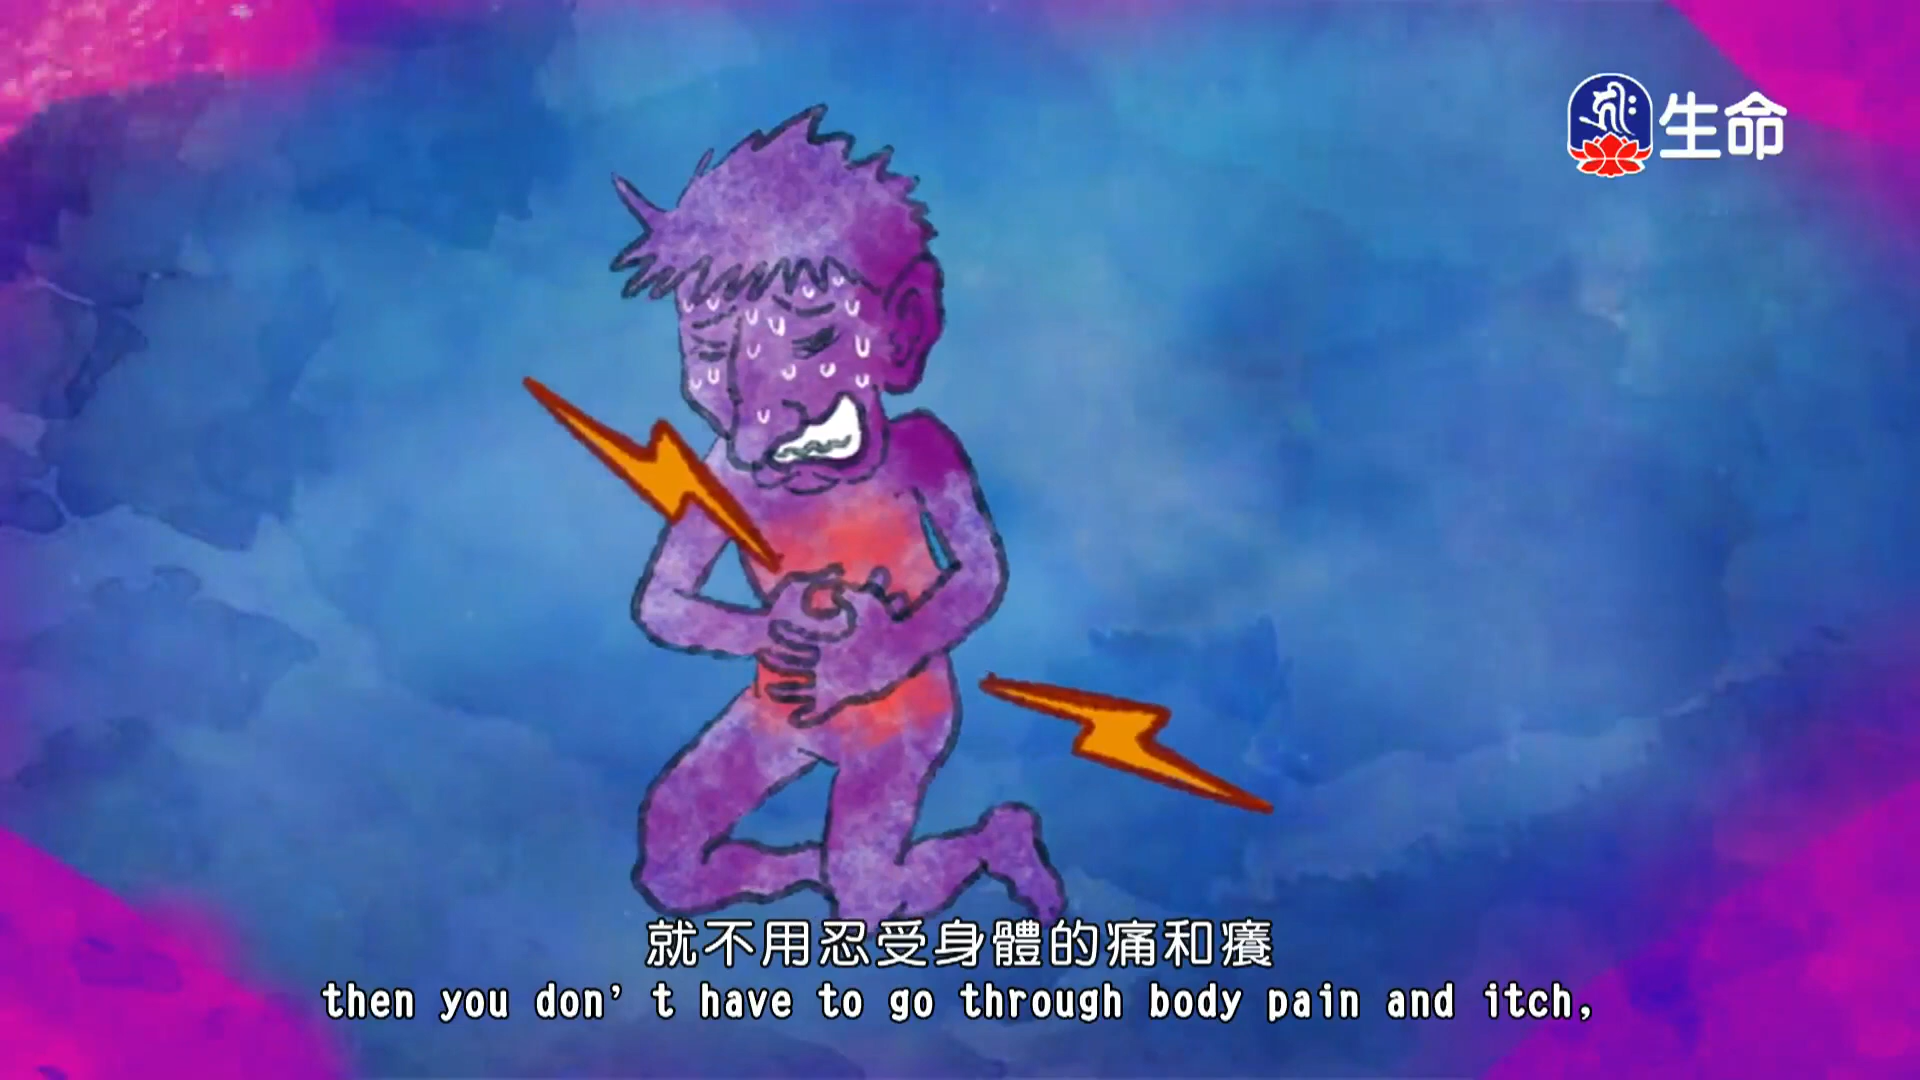 生命
就不用忍受身體的痛和癢
then you don't have to go through body pain and itch,